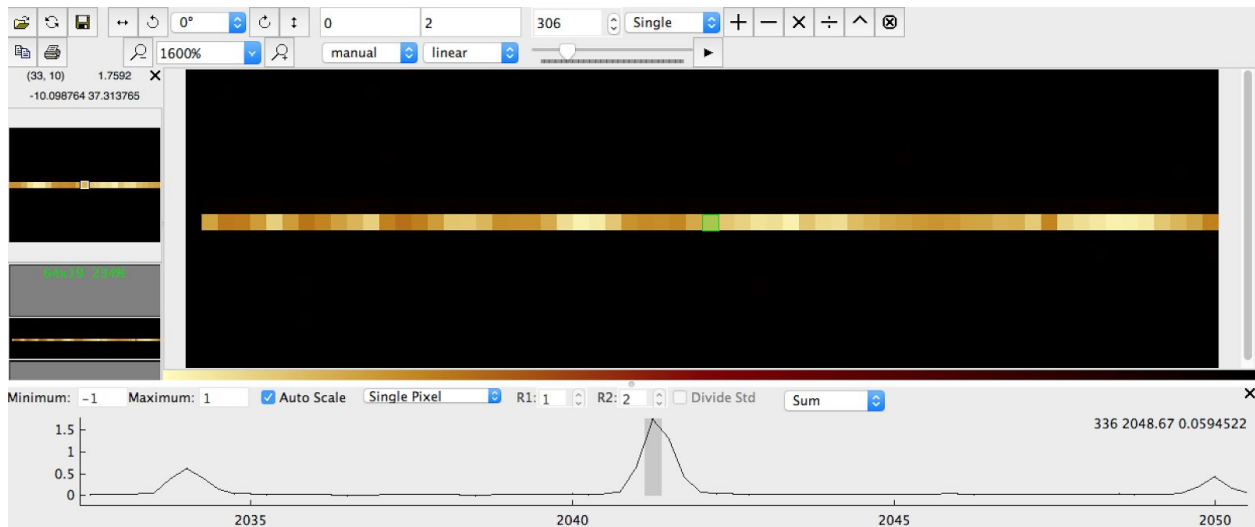 0° 0 2 306 Single
1600% manual linear
(33, 10) 1.7592
-10.098764 37.313765
64x19 234%
Minimum: -1 Maximum: 1 Auto Scale Single Pixel R1: 1 R2: 2 Divide Std Sum
336 2048.67 0.0594522
1.5
1
0.5
0
2035 2040 2045 2050